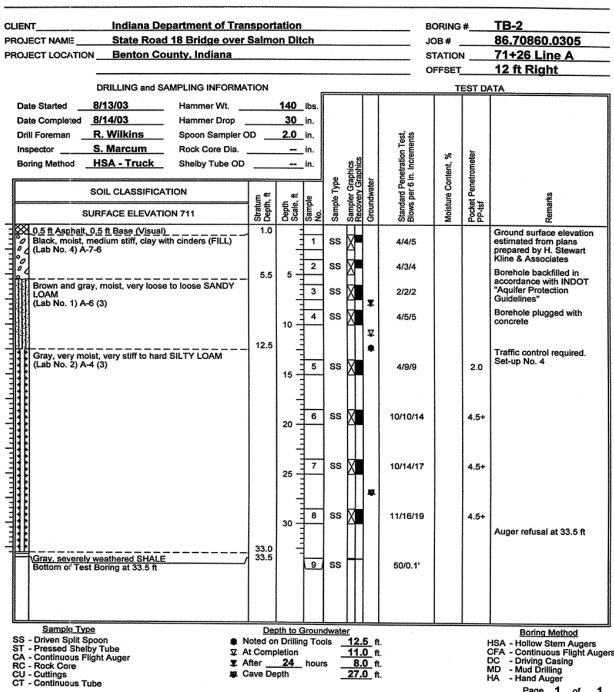 CLIENT Indiana Department of Transportation BORING # TB-2
PROJECT NAME State Road 18 Bridge over Salmon Ditch JOB # 86.70860.0305
PROJECT LOCATION Benton County, Indiana STATION 71+26 Line A
OFFSET 12 ft Right
DRILLING and SAMPLING INFORMATION TEST DATA
Date Started 8/13/03 Hammer Wt. 140 lbs.
Date Completed 8/14/03 Hammer Drop 30 in.
Drill Foreman R. Wilkins Spoon Sampler OD 2.0 in.
Inspector S. Marcum Rock Core Dia. -- in.
Boring Method HSA - Truck Shelby Tube OD -- in.
SOIL CLASSIFICATION
SURFACE ELEVATION 711
Stratum
Depth, ft
Depth
Scale, ft
Sample
No.
Sample Type
Sampler Graphics
Recovery Graphics
Groundwater
Standard Penetration Test,
Blows per 6 in. Increments
Moisture Content, %
Pocket Penetrometer
PP-tsf
Remarks
0.5 ft Asphalt, 0.5 ft Base (Visual) 1.0
Black, moist, medium stiff, clay with cinders (FILL)
(Lab No. 4) A-7-6
1 SS 4/4/5
2 SS 4/3/4
5.5 5
Brown and gray, moist, very loose to loose SANDY
LOAM
(Lab No. 1) A-6 (3)
3 SS 2/2/2
4 SS 4/5/5
10
12.5
Gray, very moist, very stiff to hard SILTY LOAM
(Lab No. 2) A-4 (3)
5 SS 4/9/9 2.0
15
6 SS 10/10/14 4.5+
20
7 SS 10/14/17 4.5+
25
8 SS 11/16/19 4.5+
30
33.0
Gray, severely weathered SHALE 33.5
Bottom of Test Boring at 33.5 ft
9 SS 50/0.1'
Ground surface elevation
estimated from plans
prepared by H. Stewart
Kline & Associates
Borehole backfilled in
accordance with INDOT
"Aquifer Protection
Guidelines"
Borehole plugged with
concrete
Traffic control required.
Set-up No. 4
Auger refusal at 33.5 ft
Sample Type
SS - Driven Split Spoon
ST - Pressed Shelby Tube
CA - Continuous Flight Auger
RC - Rock Core
CU - Cuttings
CT - Continuous Tube
Depth to Groundwater
Noted on Drilling Tools 12.5 ft.
At Completion 11.0 ft.
After 24 hours 8.0 ft.
Cave Depth 27.0 ft.
Boring Method
HSA - Hollow Stem Augers
CFA - Continuous Flight Augers
DC - Driving Casing
MD - Mud Drilling
HA - Hand Auger
Page 1 of 1